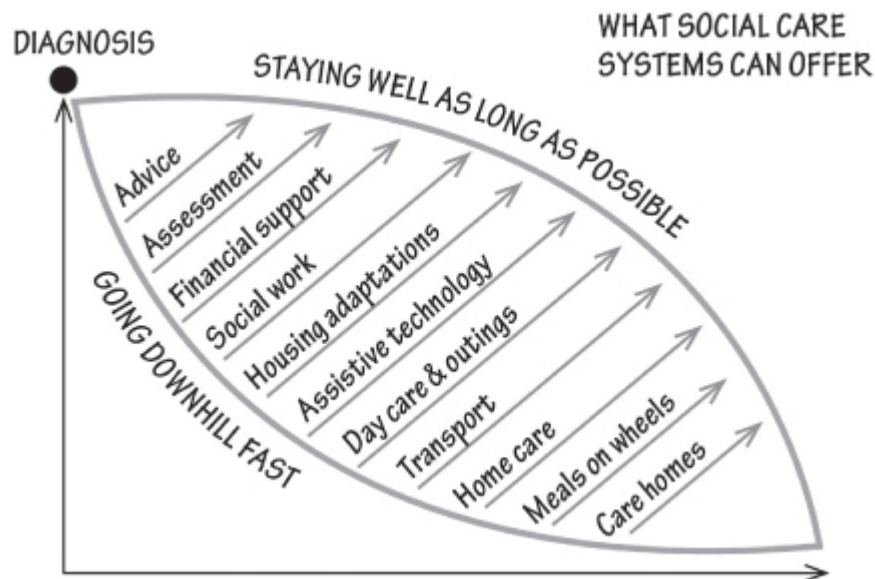 WHAT SOCIAL CARE
SYSTEMS CAN OFFER
DIAGNOSIS
STAYING WELL AS LONG AS POSSIBLE
Advice
Assessment
Financial support
Social work
Housing adaptations
Assistive technology
Day care & outings
Transport
Home care
Meals on wheels
Care homes
GOING DOWNHILL FAST